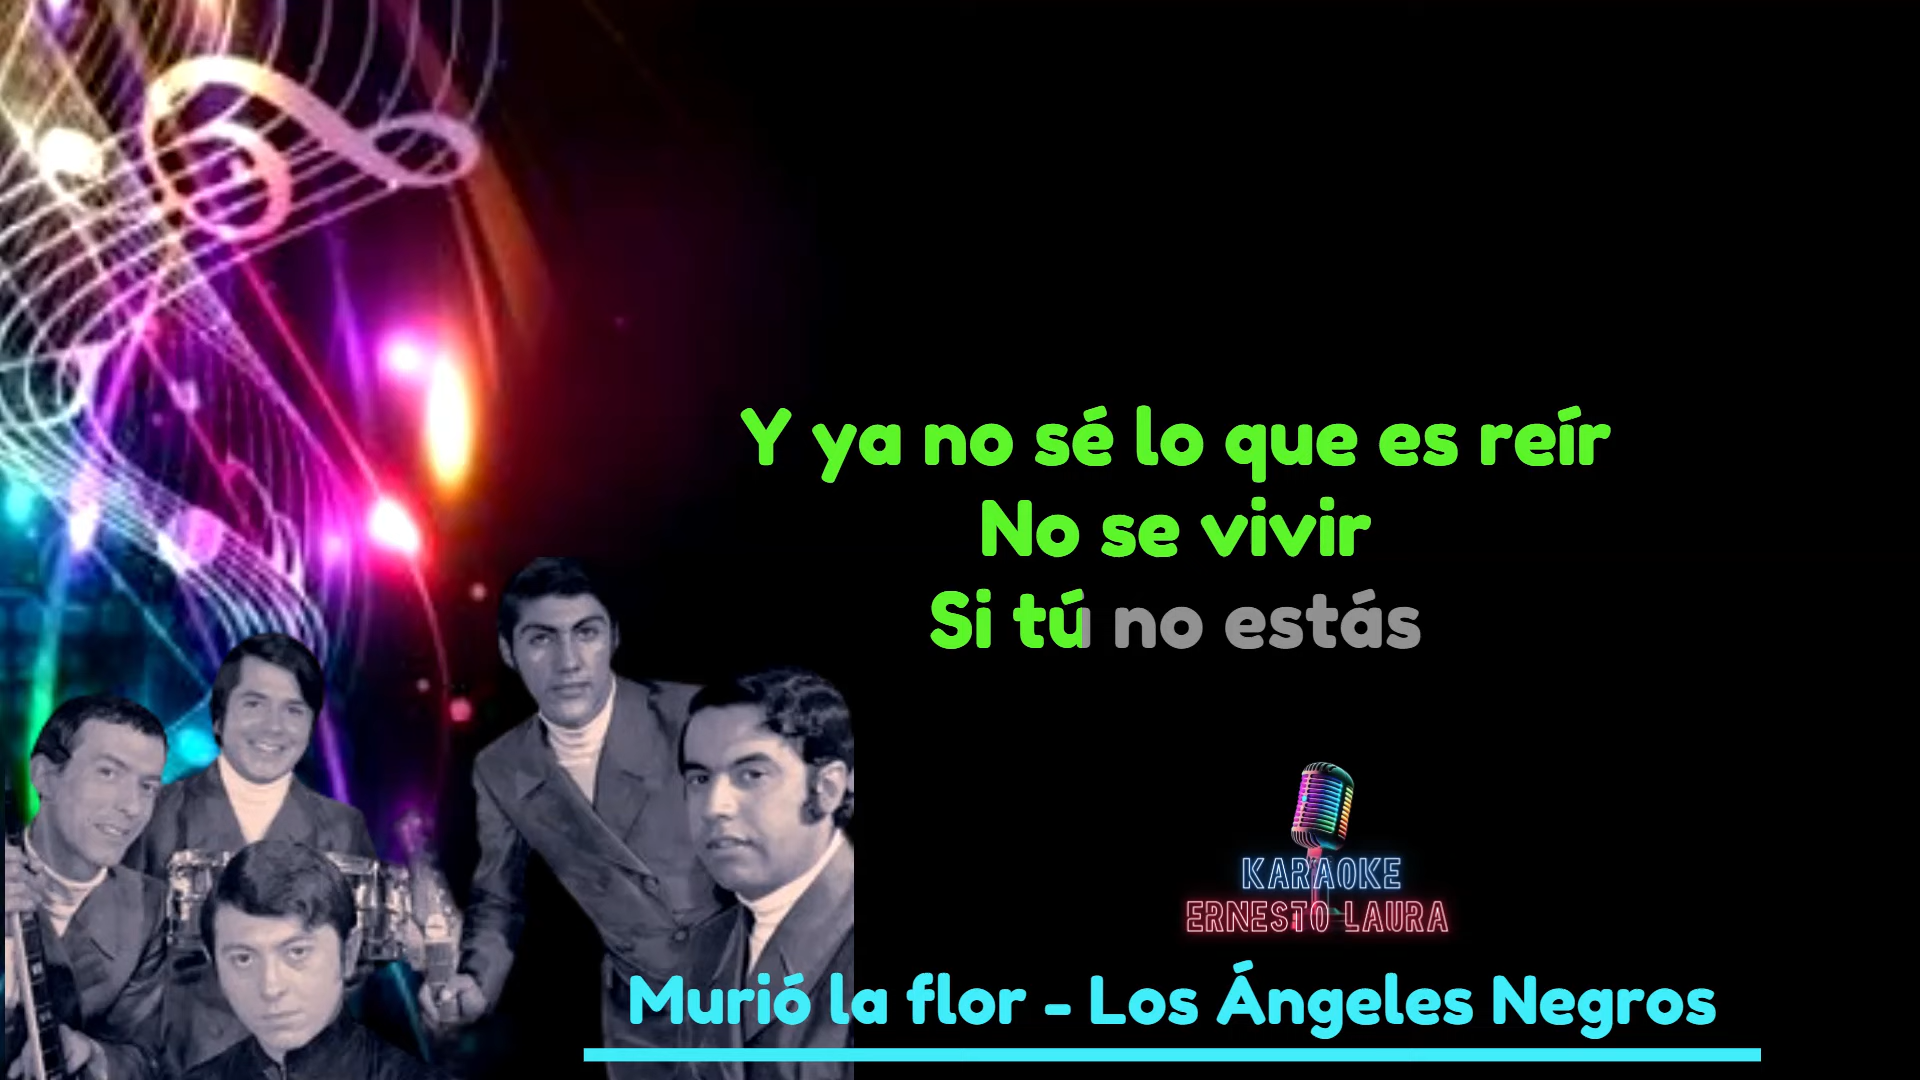 Y ya no sé lo que es reír
No se vivir
Si tú no estás
KARAOKE
ERNESTO LAURA
Murió la flor - Los Ángeles Negros